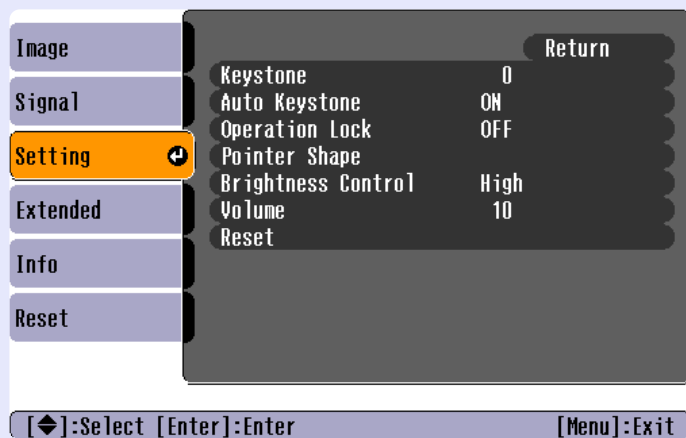 Image
Signal
Setting
Extended
Info
Reset
Return
Keystone 0
Auto Keystone ON
Operation Lock OFF
Pointer Shape
Brightness Control High
Volume 10
Reset
[◆]:Select [Enter]:Enter [Menu]:Exit